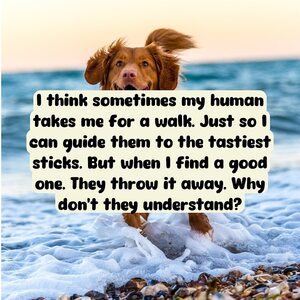 I think sometimes my human
takes me for a walk. Just so I
can guide them to the tastiest
sticks. But when I find a good
one. They throw it away. Why
don't they understand?